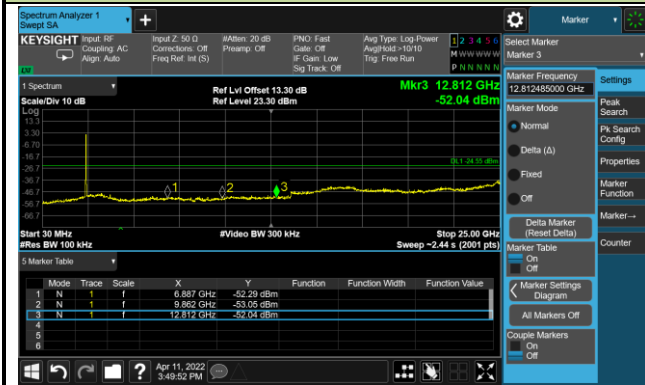 Spectrum Analyzer 1
Swept SA
+
Marker
KEYSIGHT
Input: RF
Coupling: AC
Align: Auto
Input Z: 50 Ω
Corrections: Off
Freq Ref: Int (S)
#Atten: 20 dB
Preamp: Off
PNO: Fast
Gate: Off
IF Gain: Low
Sig Track: Off
Avg Type: Log-Power
Avg|Hold:>10/10
Trig: Free Run
1 2 3 4 5 6
M W W W W W
P N N N N N
LXI
Select Marker
Marker 3
1 Spectrum
Scale/Div 10 dB
Ref Lvl Offset 13.30 dB
Ref Level 23.30 dBm
Mkr3 12.812 GHz
-52.04 dBm
Log
13.3
3.30
-6.70
-16.7
-26.7
-36.7
-46.7
-56.7
-66.7
DL1 -24.55 dBm
1
2
3
Start 30 MHz
#Res BW 100 kHz
#Video BW 300 kHz
Stop 25.00 GHz
Sweep ~2.44 s (2001 pts)
5 Marker Table
Mode Trace Scale X Y Function Function Width Function Value
1 N 1 f 6.887 GHz -52.29 dBm
2 N 1 f 9.862 GHz -53.05 dBm
3 N 1 f 12.812 GHz -52.04 dBm
4
5
6
Marker Frequency
12.812485000 GHz
Marker Mode
Normal
Delta (Δ)
Fixed
Off
Delta Marker
(Reset Delta)
Marker Table
On
Off
Marker Settings
Diagram
All Markers Off
Couple Markers
On
Off
Settings
Peak
Search
Pk Search
Config
Properties
Marker
Function
Marker→
Counter
?
Apr 11, 2022
3:49:52 PM